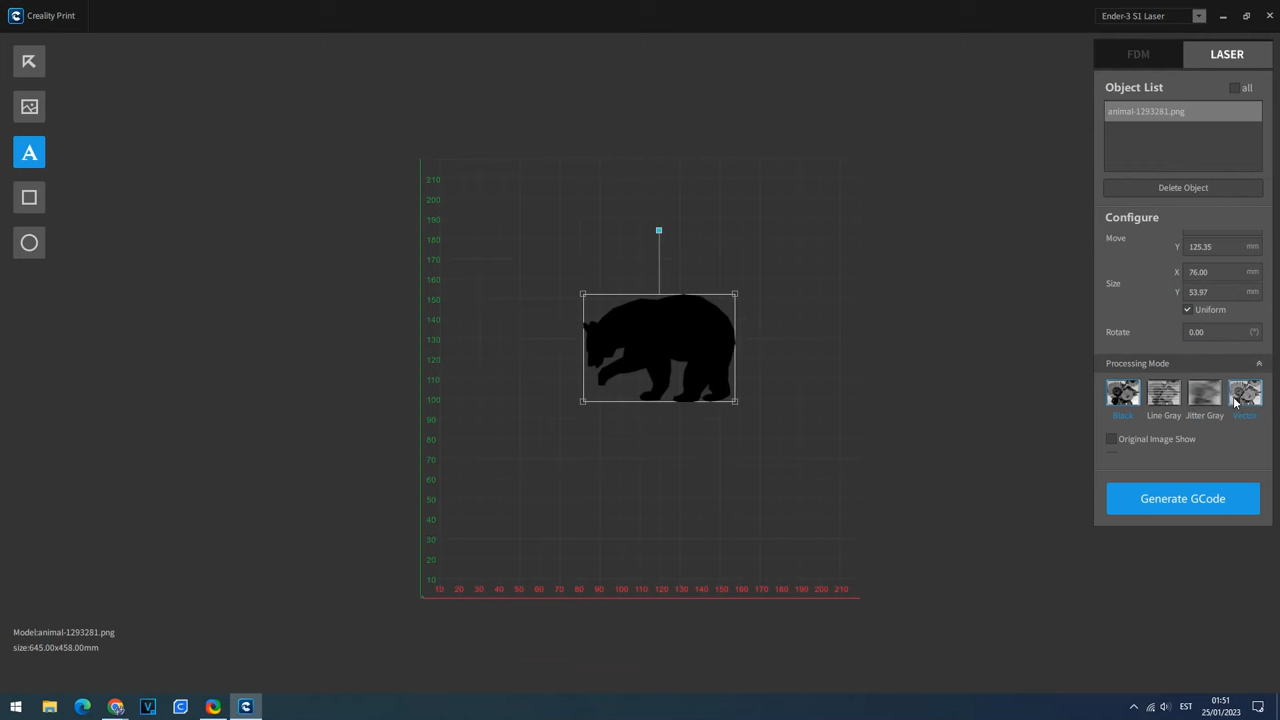 Creality Print
Ender-3 S1 Laser
FDM
LASER
Object List
all
animal-1293281.png
Delete Object
Configure
Move
Y 125.35 mm
Size
X 76.00 mm
Y 53.97 mm
Uniform
Rotate 0.00 (°)
Processing Mode
Black Line Gray Jitter Gray Vector
Original Image Show
Generate GCode
A
210
200
190
180
170
160
150
140
130
120
110
100
90
80
70
60
50
40
30
20
10
10 20 30 40 50 60 70 80 90 100 110 120 130 140 150 160 170 180 190 200 210
Model:animal-1293281.png
size:645.00x458.00mm
EST
01:51
25/01/2023